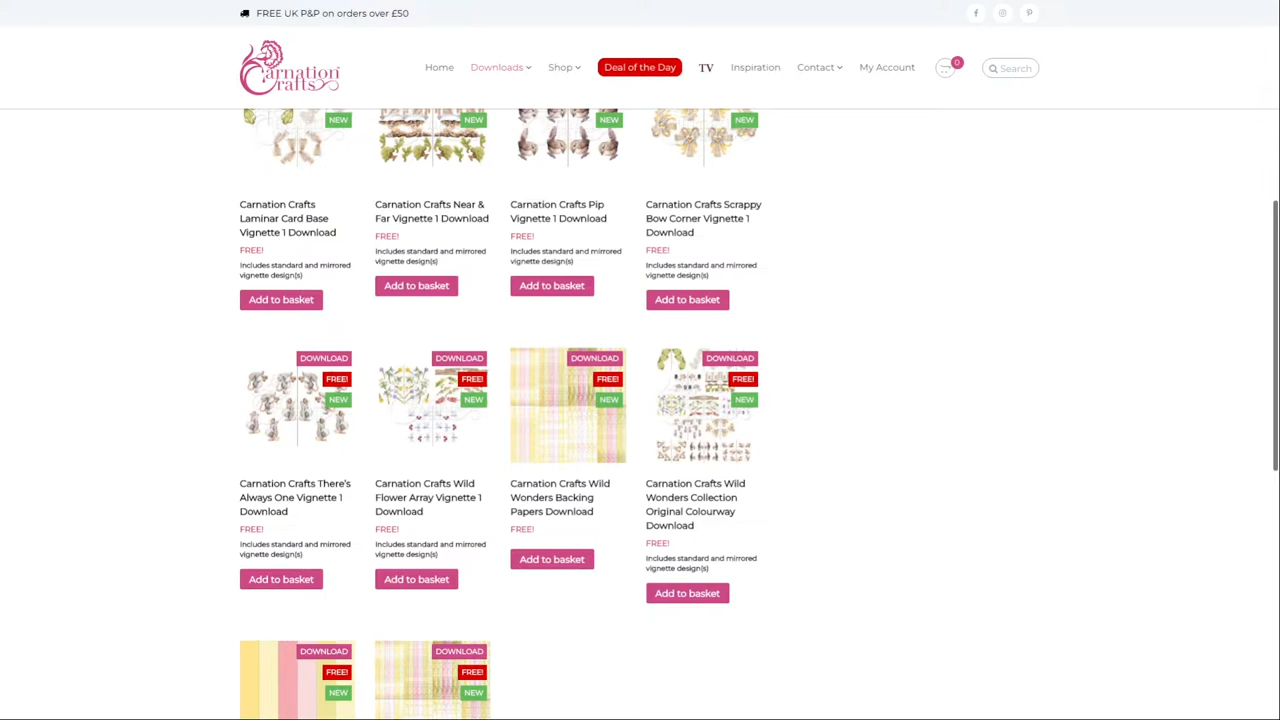 FREE UK P&P on orders over £50
Carnation
Crafts
Home Downloads Shop Deal of the Day TV Inspiration Contact My Account 0 Search
NEW NEW NEW NEW
Carnation Crafts
Laminar Card Base
Vignette 1 Download
FREE!
Includes standard and mirrored
vignette design(s)
Add to basket
Carnation Crafts Near &
Far Vignette 1 Download
FREE!
Includes standard and mirrored
vignette design(s)
Add to basket
Carnation Crafts Pip
Vignette 1 Download
FREE!
Includes standard and mirrored
vignette design(s)
Add to basket
Carnation Crafts Scrappy
Bow Corner Vignette 1
Download
FREE!
Includes standard and mirrored
vignette design(s)
Add to basket
DOWNLOAD
FREE!
NEW
Carnation Crafts There's
Always One Vignette 1
Download
FREE!
Includes standard and mirrored
vignette design(s)
Add to basket
DOWNLOAD
FREE!
NEW
Carnation Crafts Wild
Flower Array Vignette 1
Download
FREE!
Includes standard and mirrored
vignette design(s)
Add to basket
DOWNLOAD
FREE!
NEW
Carnation Crafts Wild
Wonders Backing
Papers Download
FREE!
Add to basket
DOWNLOAD
FREE!
NEW
Carnation Crafts Wild
Wonders Collection
Original Colourway
Download
FREE!
Includes standard and mirrored
vignette design(s)
Add to basket
DOWNLOAD
FREE!
NEW
DOWNLOAD
FREE!
NEW